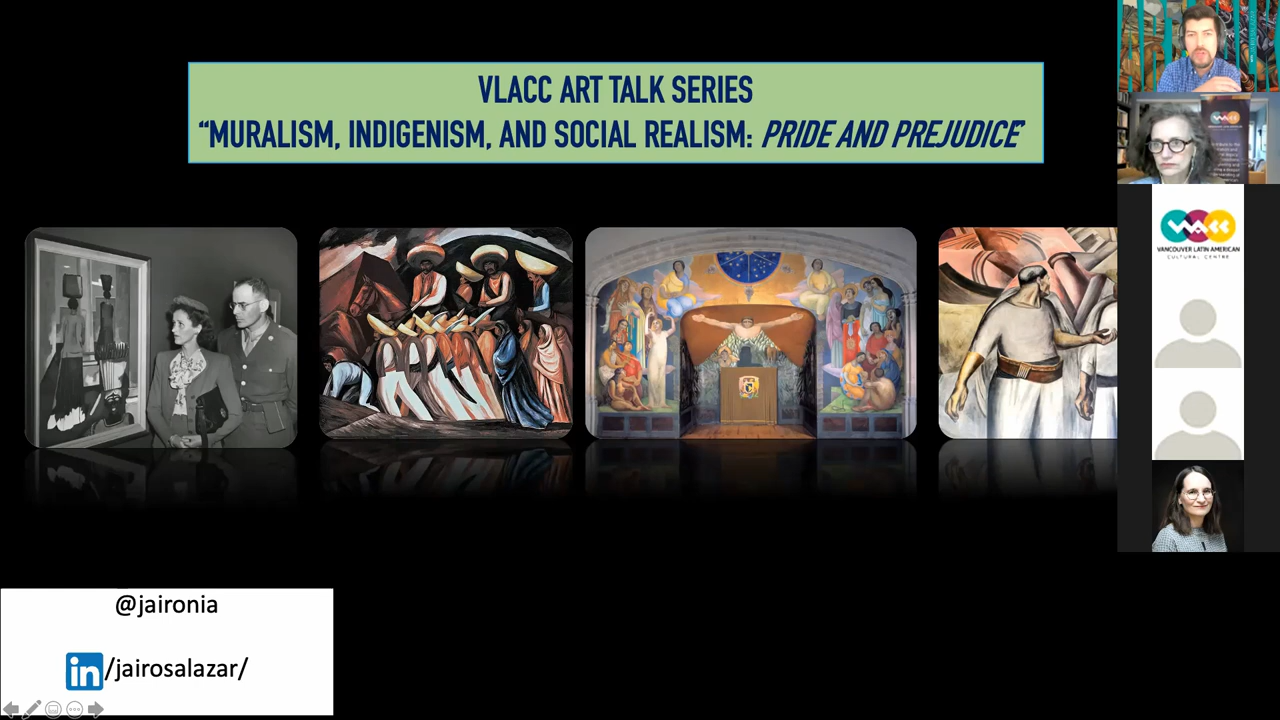 VLACC ART TALK SERIES
“MURALISM, INDIGENISM, AND SOCIAL REALISM: PRIDE AND PREJUDICE”
@jaironia
in/jairosalazar/
VLACC
VANCOUVER LATIN AMERICAN
CULTURAL CENTRE